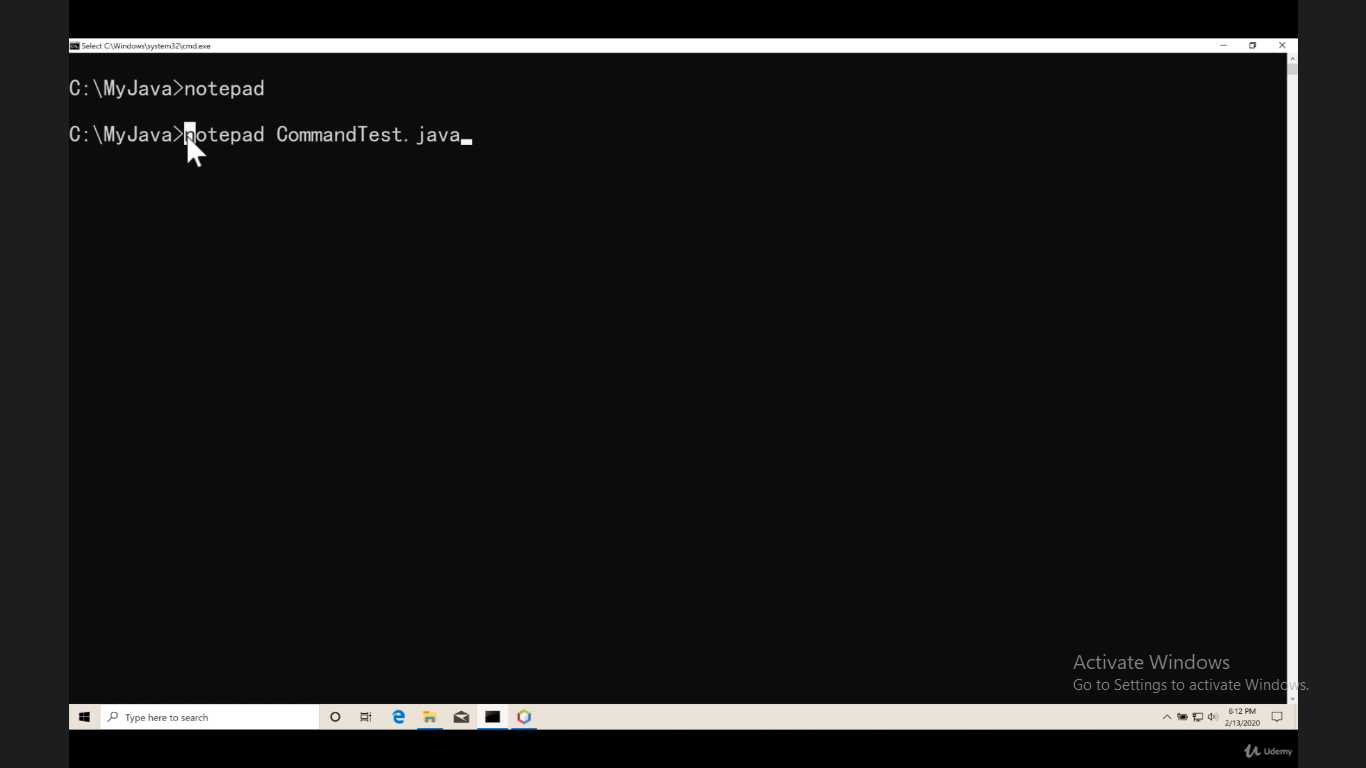 Select C:\Windows\system32\cmd.exe
C:\MyJava>notepad
C:\MyJava>notepad CommandTest.java
Activate Windows
Go to Settings to activate Windows.
Type here to search
6:12 PM
2/13/2020
Udemy